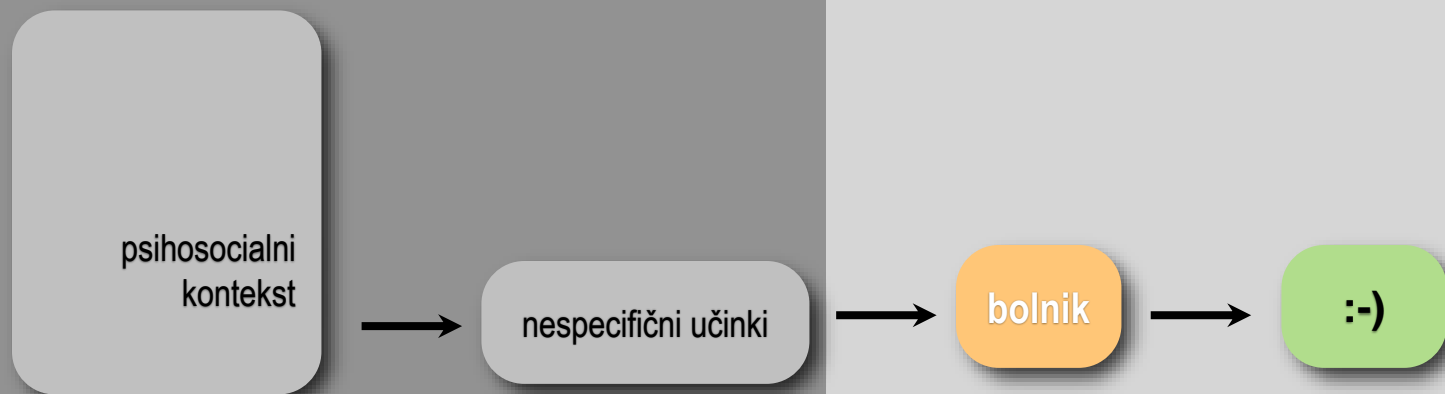 psihosocialni
kontekst
nespecifični učinki
bolnik
:-)